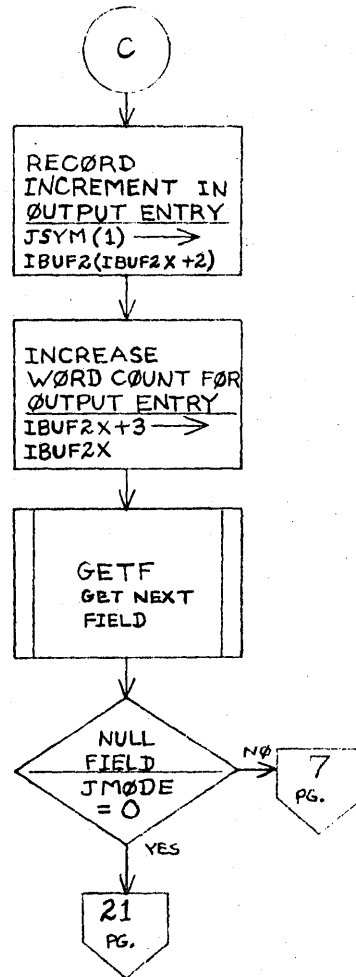 C
RECØRD
INCREMENT IN
ØUTPUT ENTRY
JSYM(1) ⟶
IBUF2(IBUF2X+2)
INCREASE
WØRD CØUNT FØR
ØUTPUT ENTRY
IBUF2X+3 ⟶
IBUF2X
GETF
GET NEXT
FIELD
NULL
FIELD
JMØDE
= 0
NØ
7
PG.
YES
21
PG.